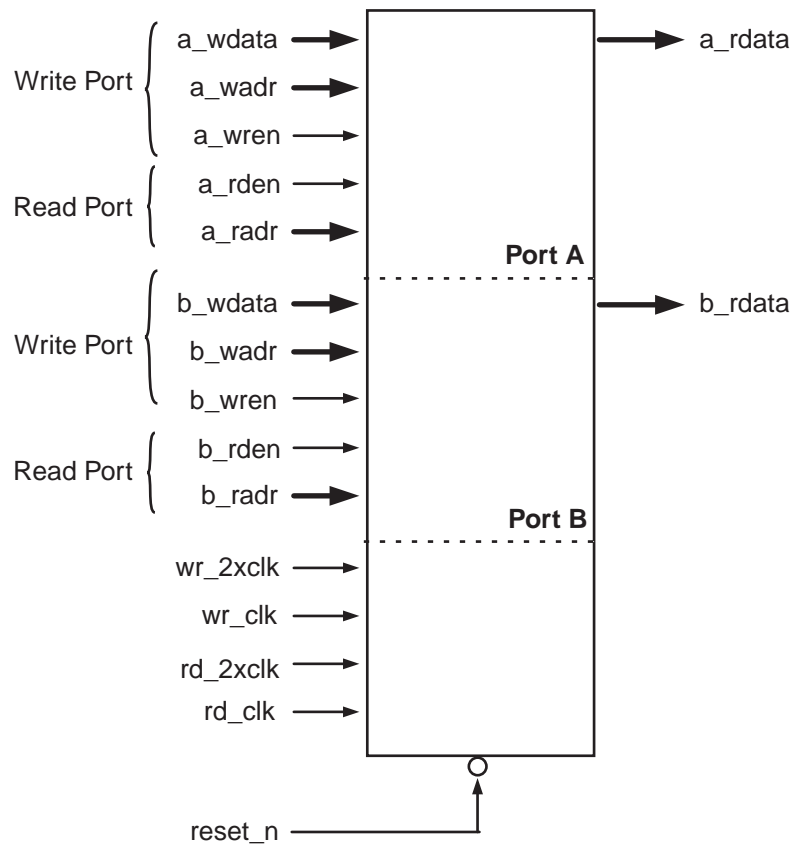 a_wdata
a_rdata
Write Port
a_wadr
a_wren
a_rden
Read Port
a_radr
Port A
b_wdata
b_rdata
Write Port
b_wadr
b_wren
b_rden
Read Port
b_radr
Port B
wr_2xclk
wr_clk
rd_2xclk
rd_clk
reset_n